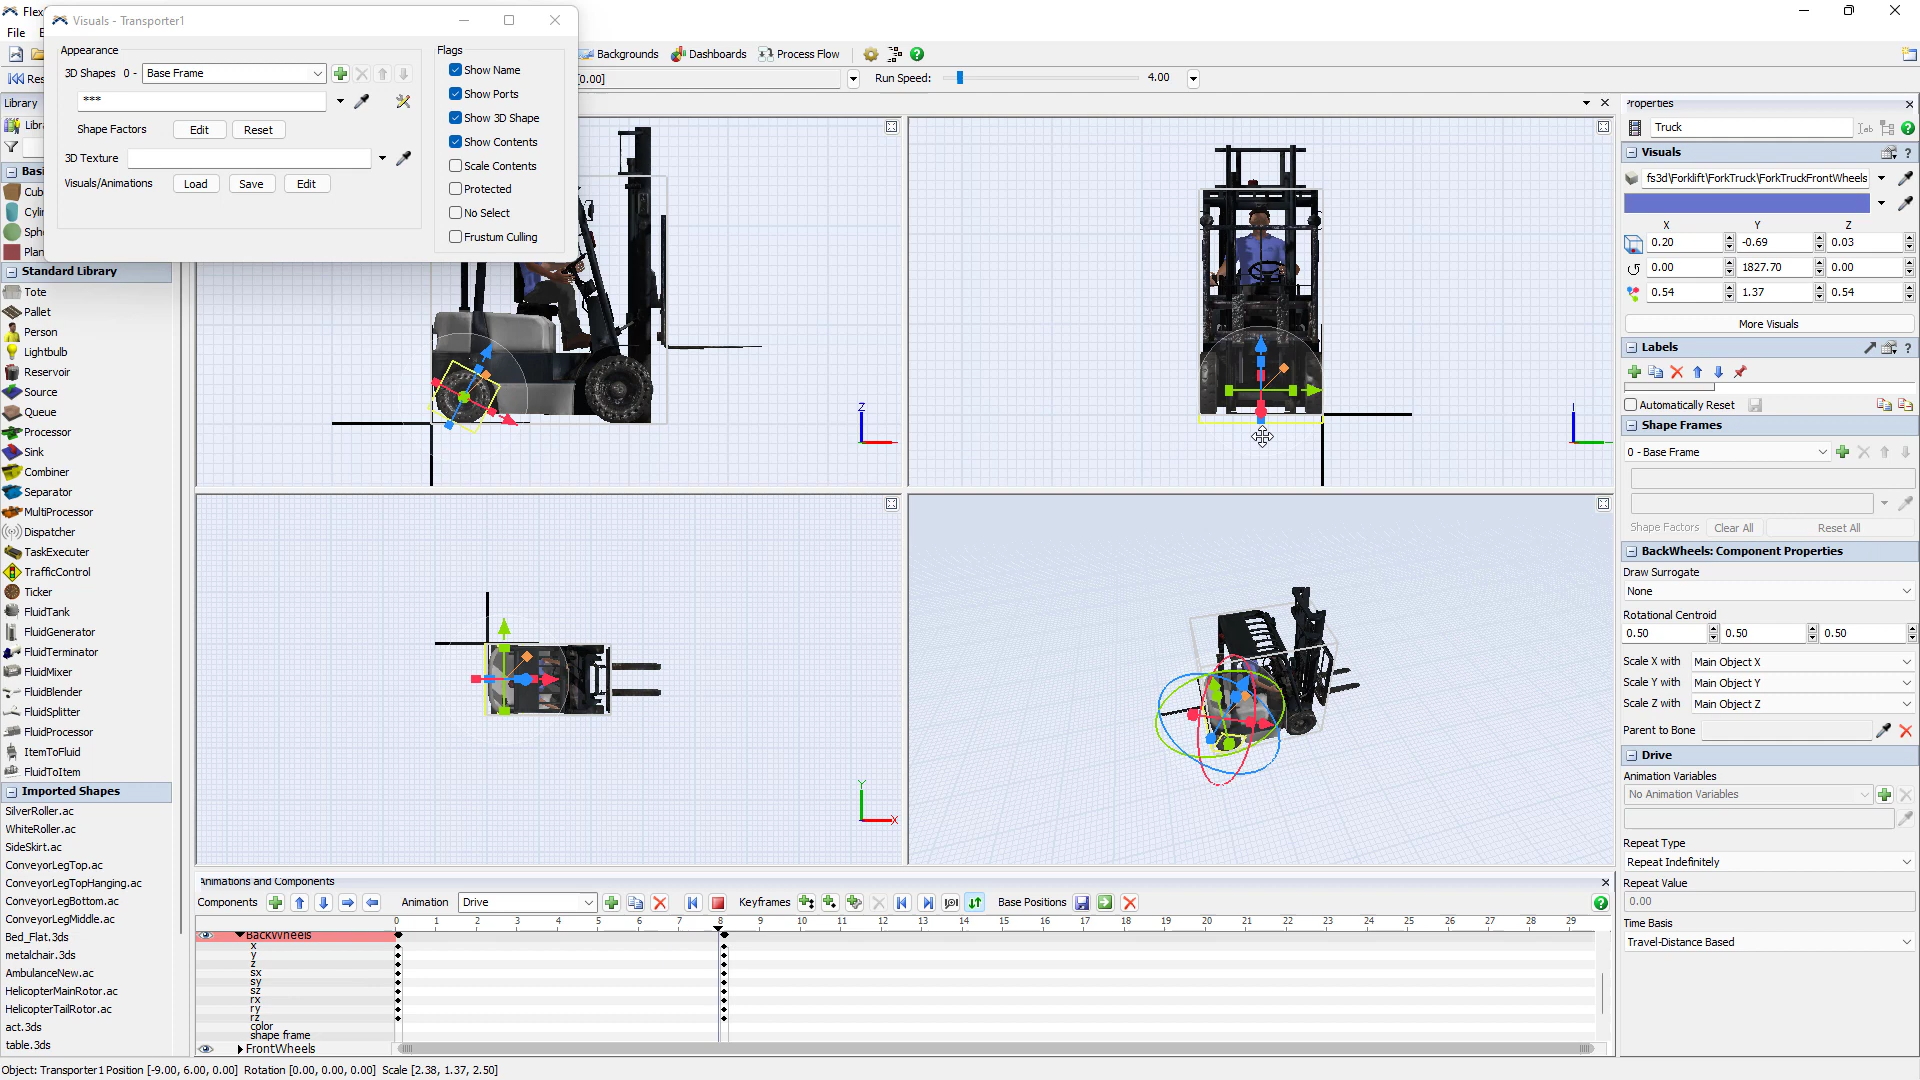 Visuals - Transporter1
File
Appearance
3D Shapes 0 - Base Frame
***
Shape Factors Edit Reset
3D Texture
Visuals/Animations Load Save Edit
Flags
Show Name
Show Ports
Show 3D Shape
Show Contents
Scale Contents
Protected
No Select
Frustum Culling
Backgrounds Dashboards Process Flow
0.00] Run Speed: 4.00
Library
Standard Library
Tote
Pallet
Person
Lightbulb
Reservoir
Source
Queue
Processor
Sink
Combiner
Separator
MultiProcessor
Dispatcher
TaskExecuter
TrafficControl
Ticker
FluidTank
FluidGenerator
FluidTerminator
FluidMixer
FluidBlender
FluidSplitter
FluidProcessor
ItemToFluid
FluidToItem
Imported Shapes
SilverRoller.ac
WhiteRoller.ac
SideSkirt.ac
ConveyorLegTop.ac
ConveyorLegTopHanging.ac
ConveyorLegBottom.ac
ConveyorLegMiddle.ac
Bed_Flat.3ds
metalchair.3ds
AmbulanceNew.ac
HelicopterMainRotor.ac
HelicopterTailRotor.ac
act.3ds
table.3ds
Z
Y
X
Animations and Components
Components Animation Drive Keyframes Base Positions
0 1 2 3 4 5 6 7 8 9 10 11 12 13 14 15 16 17 18 19 20 21 22 23 24 25 26 27 28 29
BackWheels
x
y
z
sx
sy
sz
rx
ry
rz
color
shape frame
FrontWheels
Properties
Truck
Visuals
fs3d\Forklift\ForkTruck\ForkTruckFrontWheels
X Y Z
0.20 -0.69 0.03
0.00 1827.70 0.00
0.54 1.37 0.54
More Visuals
Labels
Automatically Reset
Shape Frames
0 - Base Frame
Shape Factors Clear All Reset All
BackWheels: Component Properties
Draw Surrogate
None
Rotational Centroid
0.50 0.50 0.50
Scale X with Main Object X
Scale Y with Main Object Y
Scale Z with Main Object Z
Parent to Bone
Drive
Animation Variables
No Animation Variables
Repeat Type
Repeat Indefinitely
Repeat Value
0.00
Time Basis
Travel-Distance Based
Object: Transporter1 Position [-9.00, 6.00, 0.00] Rotation [0.00, 0.00, 0.00] Scale [2.38, 1.37, 2.50]